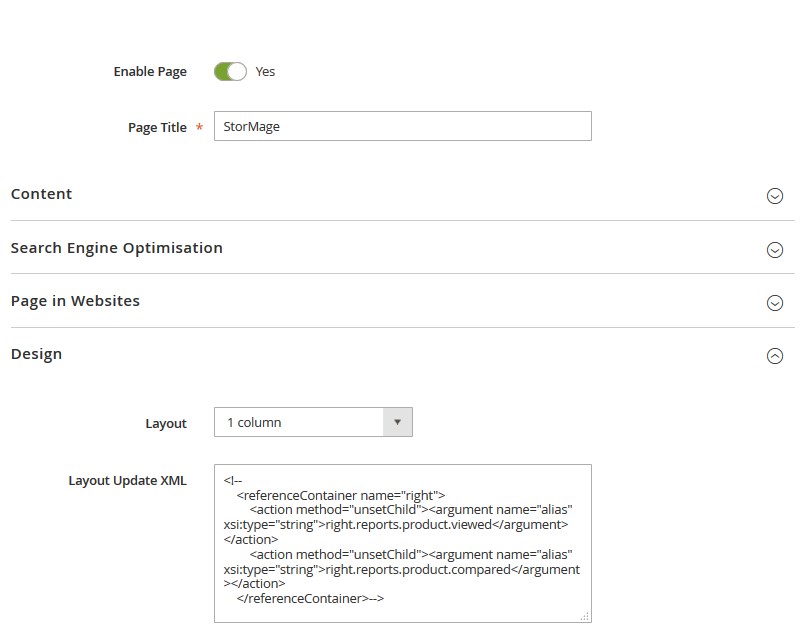 Enable Page Yes
Page Title * StorMage
Content
Search Engine Optimisation
Page in Websites
Design
Layout 1 column
Layout Update XML
<!--
    <referenceContainer name="right">
        <action method="unsetChild"><argument name="alias"
xsi:type="string">right.reports.product.viewed</argument>
</action>
        <action method="unsetChild"><argument name="alias"
xsi:type="string">right.reports.product.compared</argument
></action>
    </referenceContainer>-->